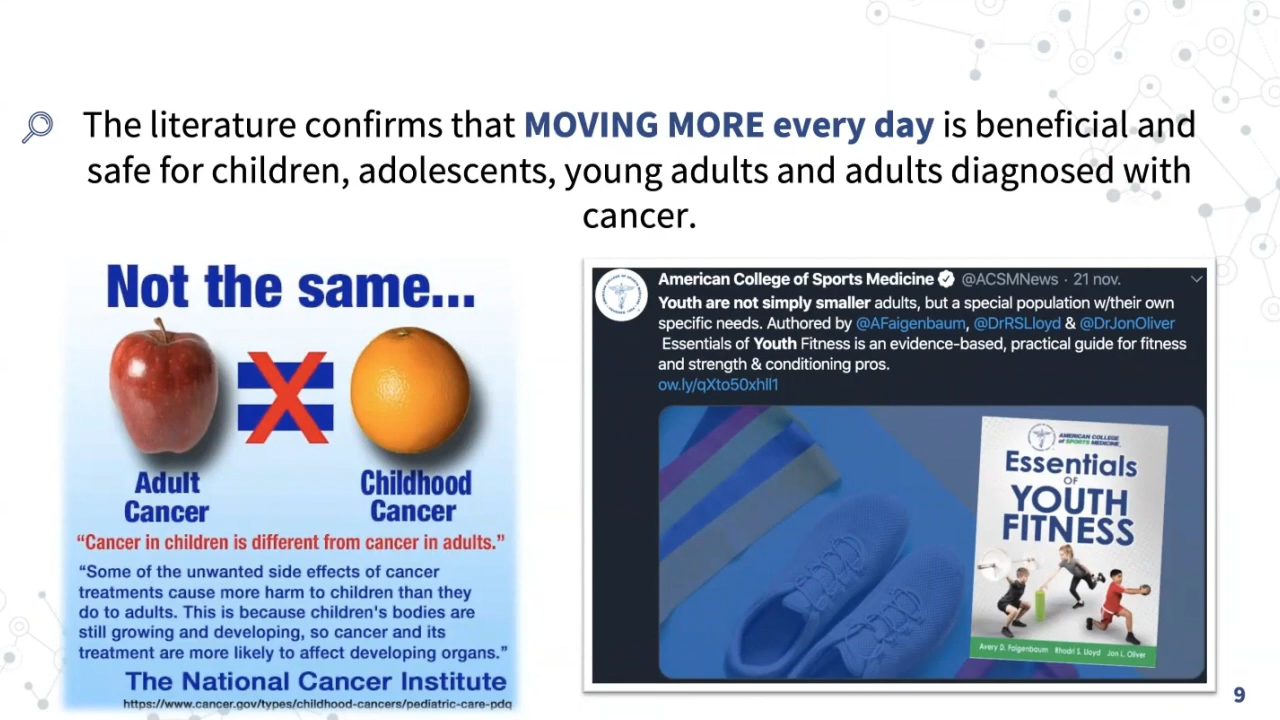 The literature confirms that MOVING MORE every day is beneficial and
safe for children, adolescents, young adults and adults diagnosed with
cancer.
Not the same...
Adult
Cancer
Childhood
Cancer
“Cancer in children is different from cancer in adults.”
“Some of the unwanted side effects of cancer
treatments cause more harm to children than they
do to adults. This is because children's bodies are
still growing and developing, so cancer and its
treatment are more likely to affect developing organs.”
The National Cancer Institute
https://www.cancer.gov/types/childhood-cancers/pediatric-care-pdq
American College of Sports Medicine @ACSMNews · 21 nov.
Youth are not simply smaller adults, but a special population w/their own
specific needs. Authored by @AFaigenbaum, @DrRSLloyd & @DrJonOliver
Essentials of Youth Fitness is an evidence-based, practical guide for fitness
and strength & conditioning pros.
ow.ly/qXto50xhll1
AMERICAN COLLEGE
of SPORTS MEDICINE
Essentials
OF
YOUTH
FITNESS
Avery D. Faigenbaum Rhodri S. Lloyd Jon L. Oliver
9